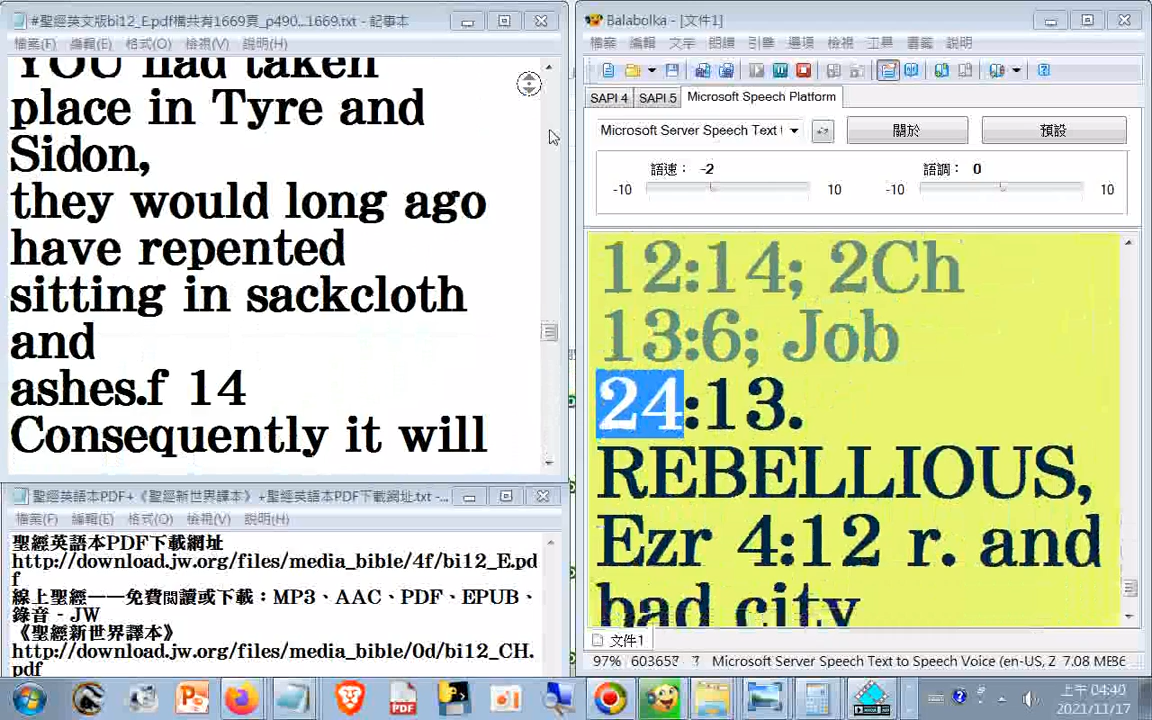 #聖經英文版bi12_E.pdf檔共有1669頁_p490...1669.txt - 記事本
檔案(F) 編輯(E) 格式(O) 檢視(V) 說明(H)
YOU had taken
place in Tyre and
Sidon,
they would long ago
have repented
sitting in sackcloth
and
ashes.f 14
Consequently it will
聖經英語本PDF+《聖經新世界譯本》+聖經英語本PDF下載網址.txt -...
檔案(F) 編輯(E) 格式(O) 檢視(V) 說明(H)
聖經英語本PDF下載網址
http://download.jw.org/files/media_bible/4f/bi12_E.pd
f
線上聖經──免費閱讀或下載：MP3、AAC、PDF、EPUB、
錄音 - JW
《聖經新世界譯本》
http://download.jw.org/files/media_bible/0d/bi12_CH.
pdf
Balabolka - [文件1]
檔案 編輯 文字 朗讀 引擎 選項 檢視 工具 書籤 說明
SAPI 4 SAPI 5 Microsoft Speech Platform
Microsoft Server Speech Text 關於 預設
語速： -2 語調： 0
-10 10 -10 10
12:14; 2Ch
13:6; Job
24:13.
REBELLIOUS,
Ezr 4:12 r. and
bad city
文件1
97% Microsoft Server Speech Text to Speech Voice (en-US, Z 7.08 MB
PDF
上午 04:40
2021/11/17